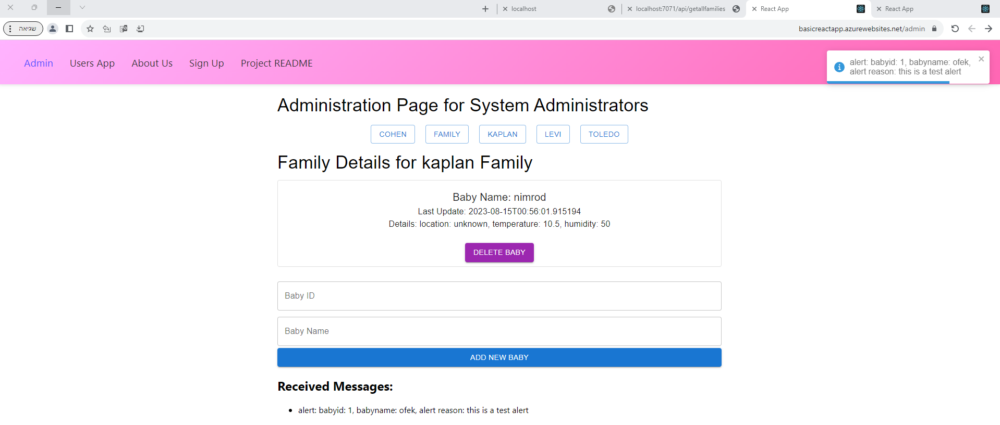 localhost
localhost:7071/api/getallfamilies
React App
React App
שגיאה
basicreactapp.azurewebsites.net/admin
Admin
Users App
About Us
Sign Up
Project README
alert: babyid: 1, babyname: ofek,
alert reason: this is a test alert
Administration Page for System Administrators
COHEN
FAMILY
KAPLAN
LEVI
TOLEDO
Family Details for kaplan Family
Baby Name: nimrod
Last Update: 2023-08-15T00:56:01.915194
Details: location: unknown, temperature: 10.5, humidity: 50
DELETE BABY
Baby ID
Baby Name
ADD NEW BABY
Received Messages:
alert: babyid: 1, babyname: ofek, alert reason: this is a test alert